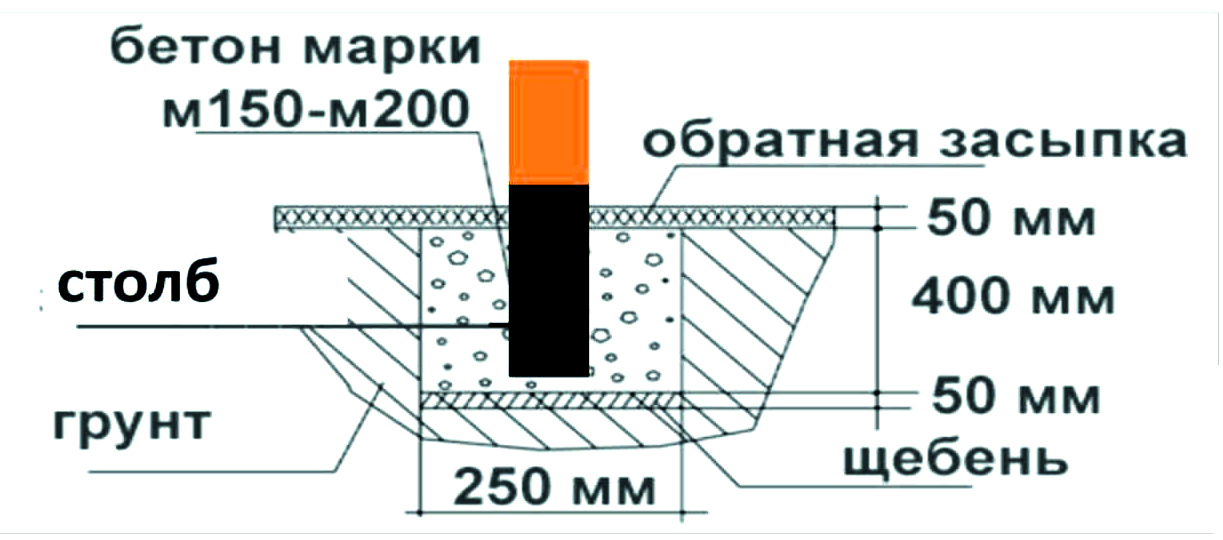 бетон марки
м150-м200
обратная засыпка
50 мм
столб
400 мм
50 мм
грунт
щебень
250 мм